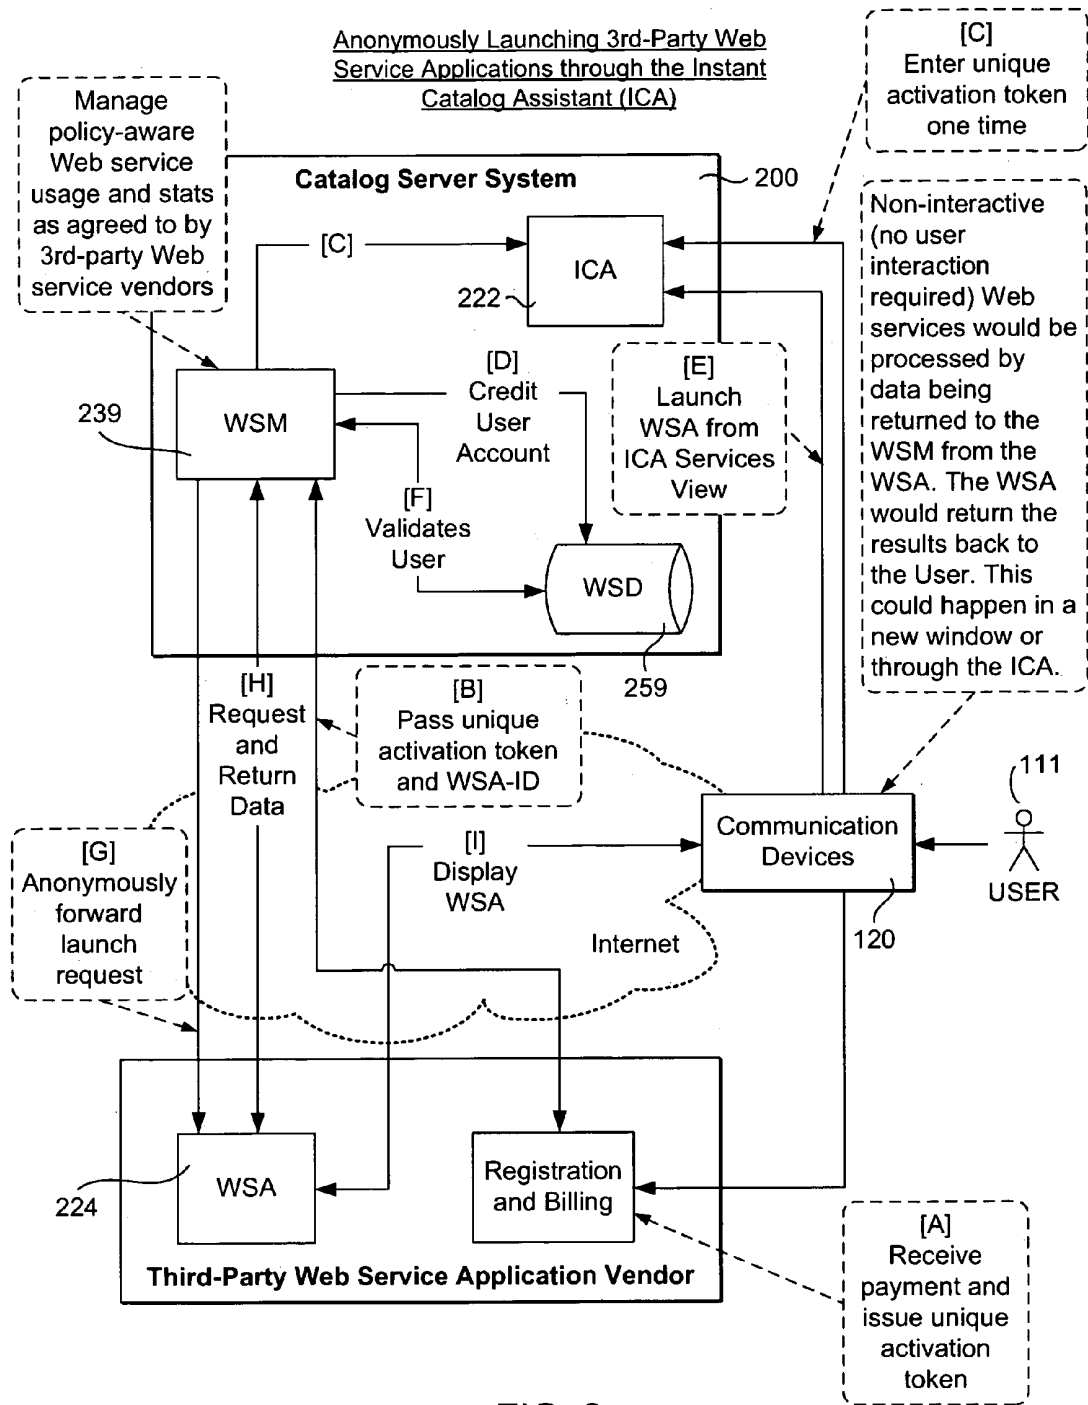 Anonymously Launching 3rd-Party Web
Service Applications through the Instant
Catalog Assistant (ICA)
[C]
Enter unique
activation token
one time
Manage
policy-aware
Web service
usage and stats
as agreed to by
3rd-party Web
service vendors
Catalog Server System
200
[C]
ICA
222
Non-interactive
(no user
interaction
required) Web
services would be
processed by
data being
returned to the
WSM from the
WSA. The WSA
would return the
results back to
the User. This
could happen in a
new window or
through the ICA.
239
WSM
[D]
Credit
User
Account
[E]
Launch
WSA from
ICA Services
View
[F]
Validates
User
WSD
259
[H]
Request
and
Return
Data
[B]
Pass unique
activation token
and WSA-ID
111
USER
Communication
Devices
120
[G]
Anonymously
forward
launch
request
[I]
Display
WSA
Internet
WSA
224
Registration
and Billing
Third-Party Web Service Application Vendor
[A]
Receive
payment and
issue unique
activation
token